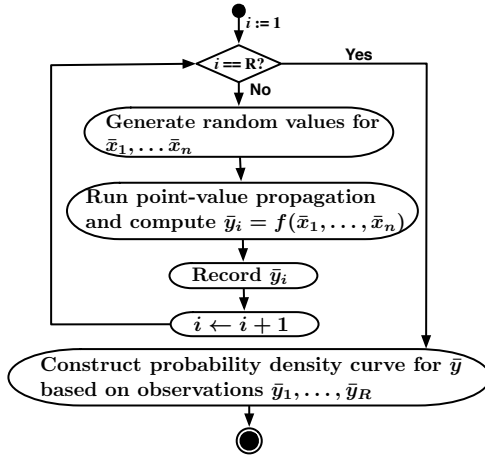 i := 1
i == R?
Yes
No
Generate random values for
x̄₁, … x̄ₙ
Run point-value propagation
and compute ȳᵢ = f(x̄₁, …, x̄ₙ)
Record ȳᵢ
i ← i + 1
Construct probability density curve for ȳ
based on observations ȳ₁, …, ȳ_R